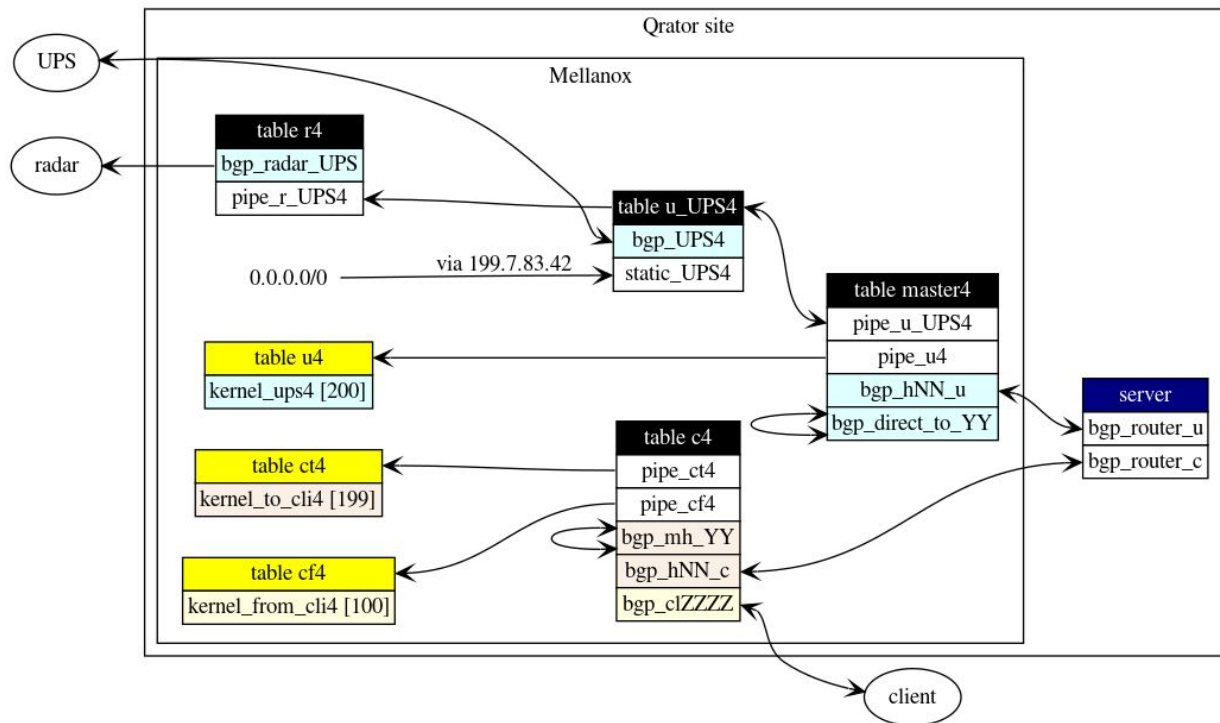 Qrator site
UPS
Mellanox
table r4
bgp_radar_UPS
pipe_r_UPS4
radar
table u_UPS4
bgp_UPS4
static_UPS4
0.0.0.0/0
via 199.7.83.42
table master4
pipe_u_UPS4
pipe_u4
bgp_hNN_u
bgp_direct_to_YY
table u4
kernel_ups4 [200]
server
bgp_router_u
bgp_router_c
table c4
pipe_ct4
pipe_cf4
bgp_mh_YY
bgp_hNN_c
bgp_clZZZZ
table ct4
kernel_to_cli4 [199]
table cf4
kernel_from_cli4 [100]
client